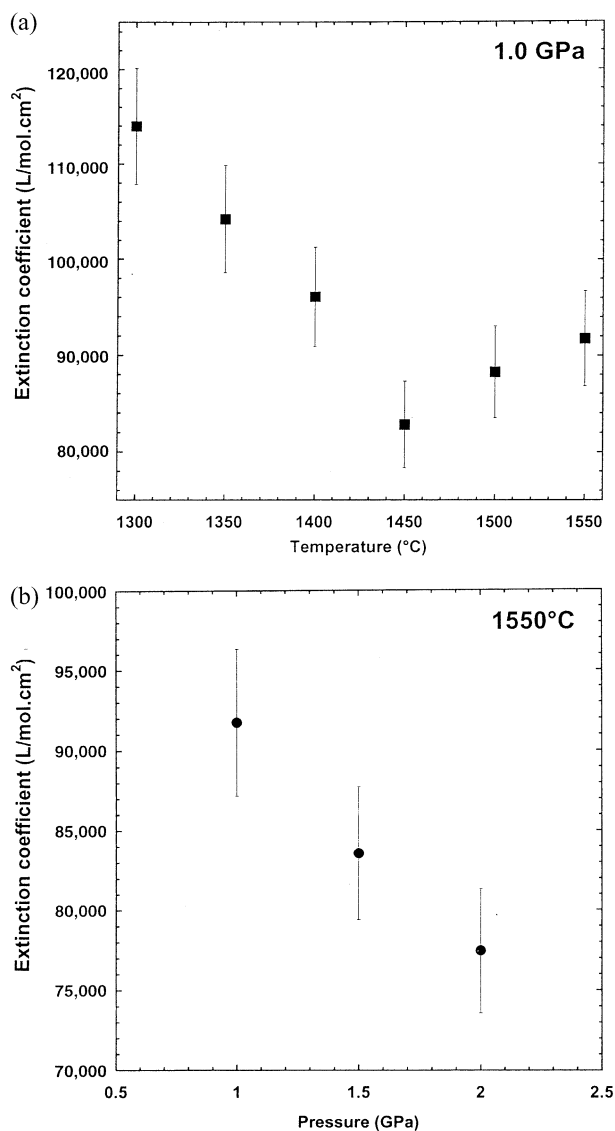 (a)
1.0 GPa
120,000
110,000
100,000
90,000
80,000
Extinction coefficient (L/mol.cm²)
1300 1350 1400 1450 1500 1550
Temperature (°C)
(b)
1550°C
100,000
95,000
90,000
85,000
80,000
75,000
70,000
Extinction coefficient (L/mol.cm²)
0.5 1 1.5 2 2.5
Pressure (GPa)